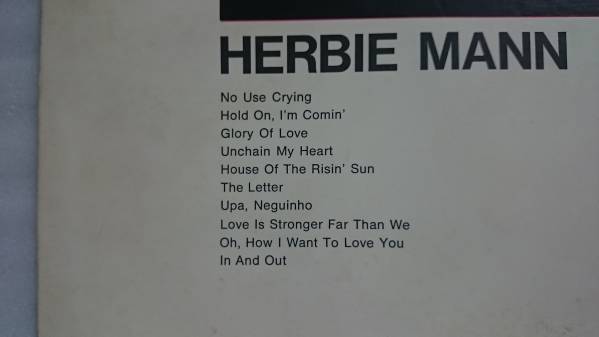 HERBIE MANN
No Use Crying
Hold On, I'm Comin'
Glory Of Love
Unchain My Heart
House Of The Risin' Sun
The Letter
Upa, Neguinho
Love Is Stronger Far Than We
Oh, How I Want To Love You
In And Out